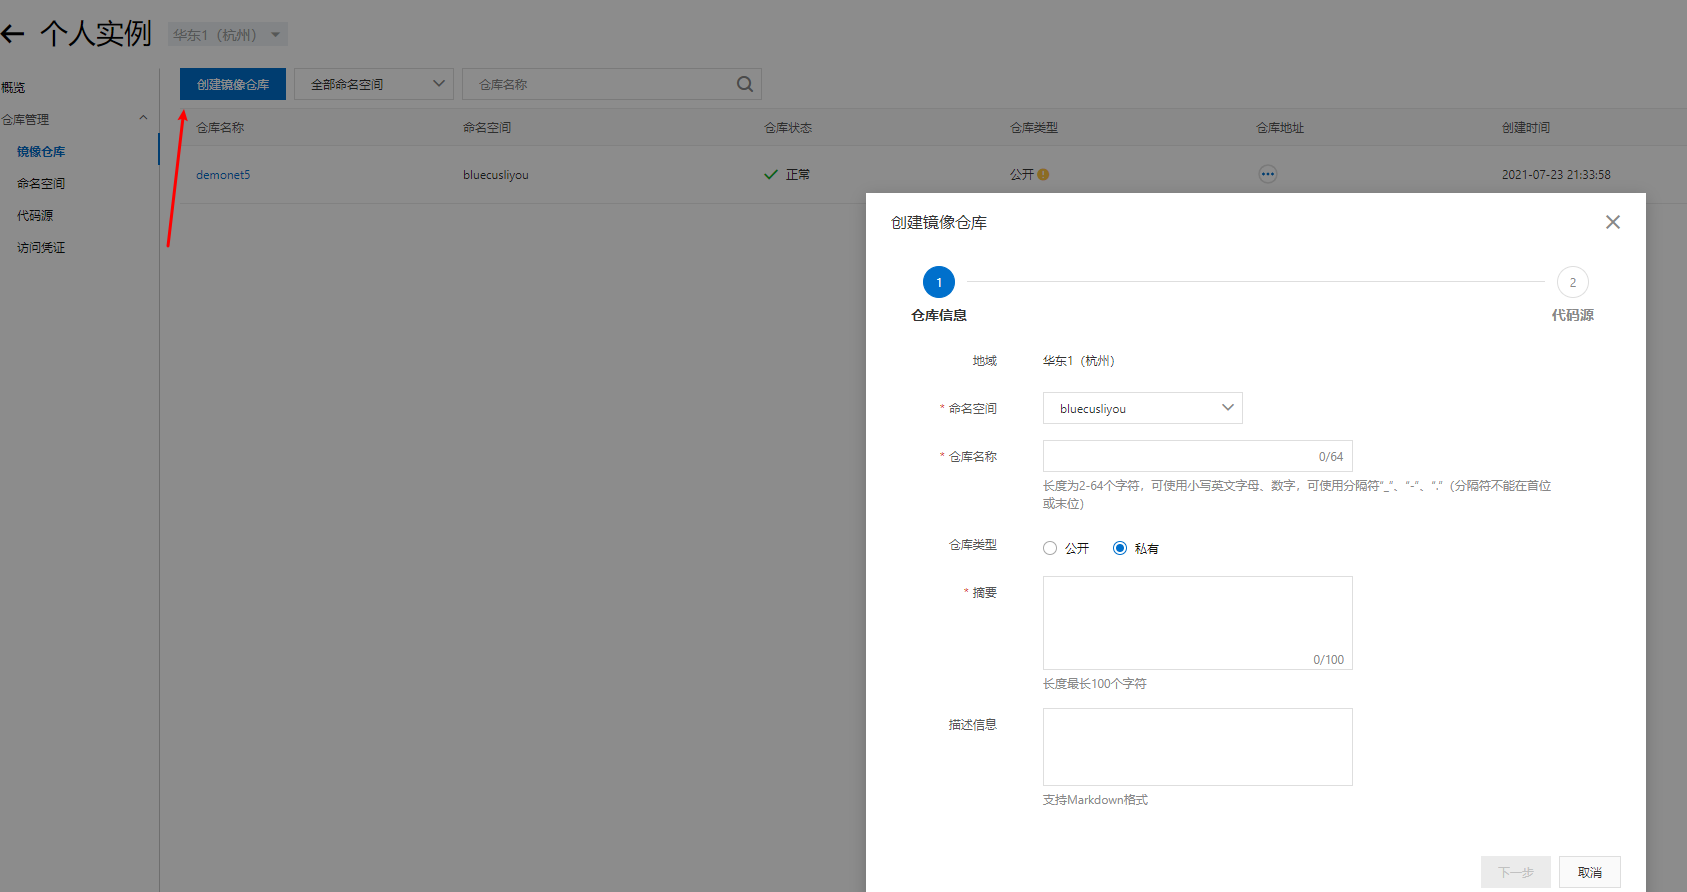 个人实例 华东1（杭州）
概览
仓库管理
镜像仓库
命名空间
代码源
访问凭证
创建镜像仓库 全部命名空间 仓库名称
仓库名称 命名空间 仓库状态 仓库类型 仓库地址 创建时间
demonet5 bluecusliyou 正常 公开 2021-07-23 21:33:58
创建镜像仓库
1 2
仓库信息 代码源
地域 华东1（杭州）
* 命名空间 bluecusliyou
* 仓库名称 0/64
长度为2-64个字符，可使用小写英文字母、数字，可使用分隔符“_”、“-”、“.”（分隔符不能在首位
或末位）
仓库类型 公开 私有
* 摘要
0/100
长度最长100个字符
描述信息
支持Markdown格式
下一步 取消